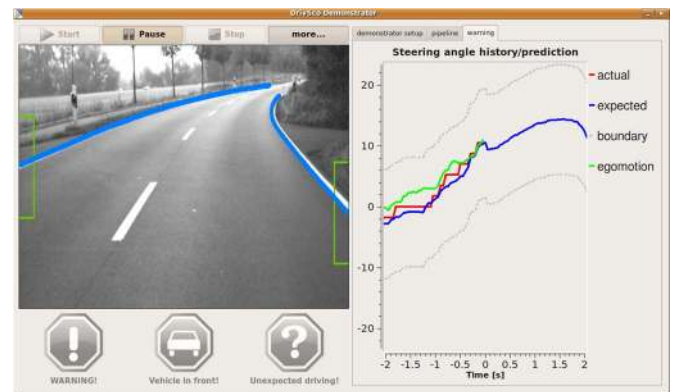 DrivSco Demonstrator
Start Pause Stop more...
demonstrator setup pipeline warning
Steering angle history/prediction
20
10
0
-10
-20
actual
expected
boundary
egomotion
-2 -1.5 -1 -0.5 0 0.5 1 1.5 2
Time [s]
WARNING! Vehicle in front! Unexpected driving!